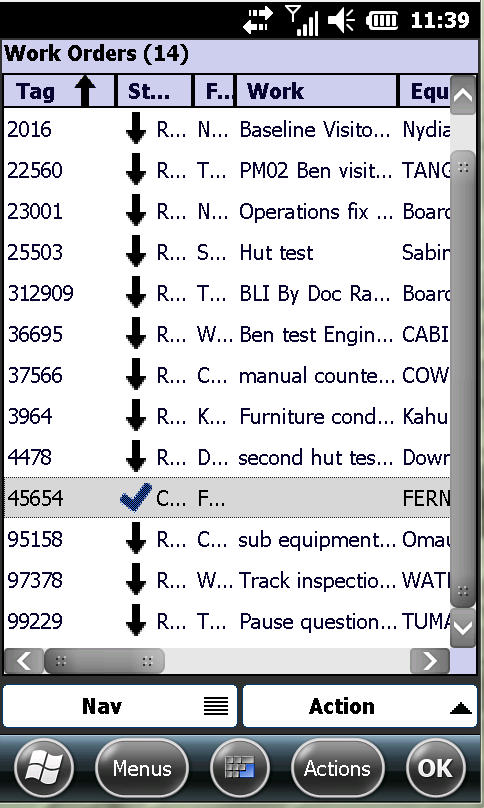 11:39
Work Orders (14)
Tag St... F... Work Equ
2016 R... N... Baseline Visito... Nydia
22560 R... T... PM02 Ben visit... TANG
23001 R... N... Operations fix ... Board
25503 R... S... Hut test Sabin
312909 R... T... BLI By Doc Ra... Board
36695 R... W... Ben test Engin... CABI
37566 R... C... manual counte... COW
3964 R... K... Furniture cond... Kahu
4478 R... D... second hut tes... Down
45654 C... F... FERN
95158 R... C... sub equipment... Omau
97378 R... W... Track inspectio... WATI
99229 R... T... Pause question... TUMA
Nav Action
Menus Actions OK